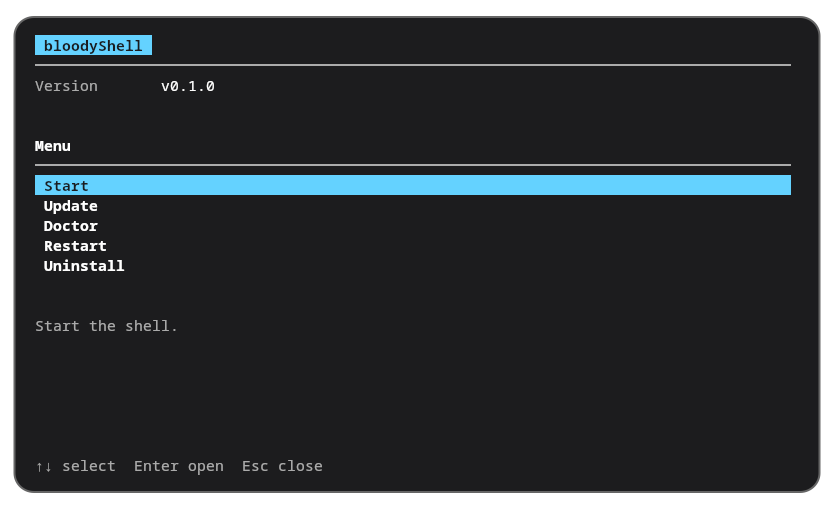 bloodyShell
Version v0.1.0
Menu
Start
Update
Doctor
Restart
Uninstall
Start the shell.
↑↓ select Enter open Esc close